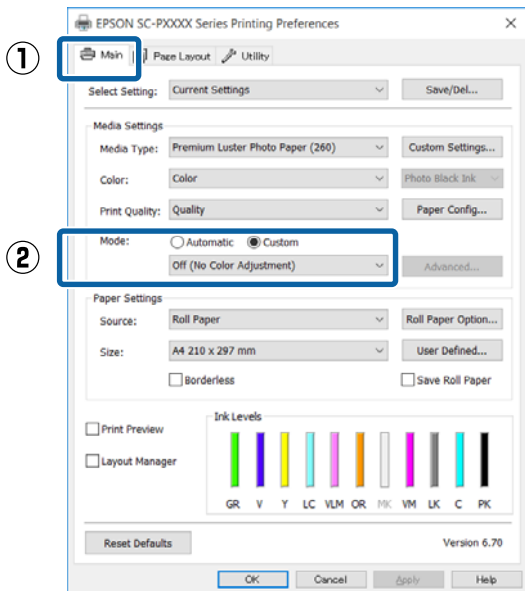 EPSON SC-PXXXX Series Printing Preferences
①
Main Page Layout Utility
Select Setting: Current Settings Save/Del...
Media Settings
Media Type: Premium Luster Photo Paper (260) Custom Settings...
Color: Color Photo Black Ink
Print Quality: Quality Paper Config...
②
Mode: Automatic Custom
Off (No Color Adjustment) Advanced...
Paper Settings
Source: Roll Paper Roll Paper Option...
Size: A4 210 x 297 mm User Defined...
Borderless Save Roll Paper
Print Preview
Layout Manager
Ink Levels
GR V Y LC VLM OR MK VM LK C PK
Reset Defaults Version 6.70
OK Cancel Apply Help